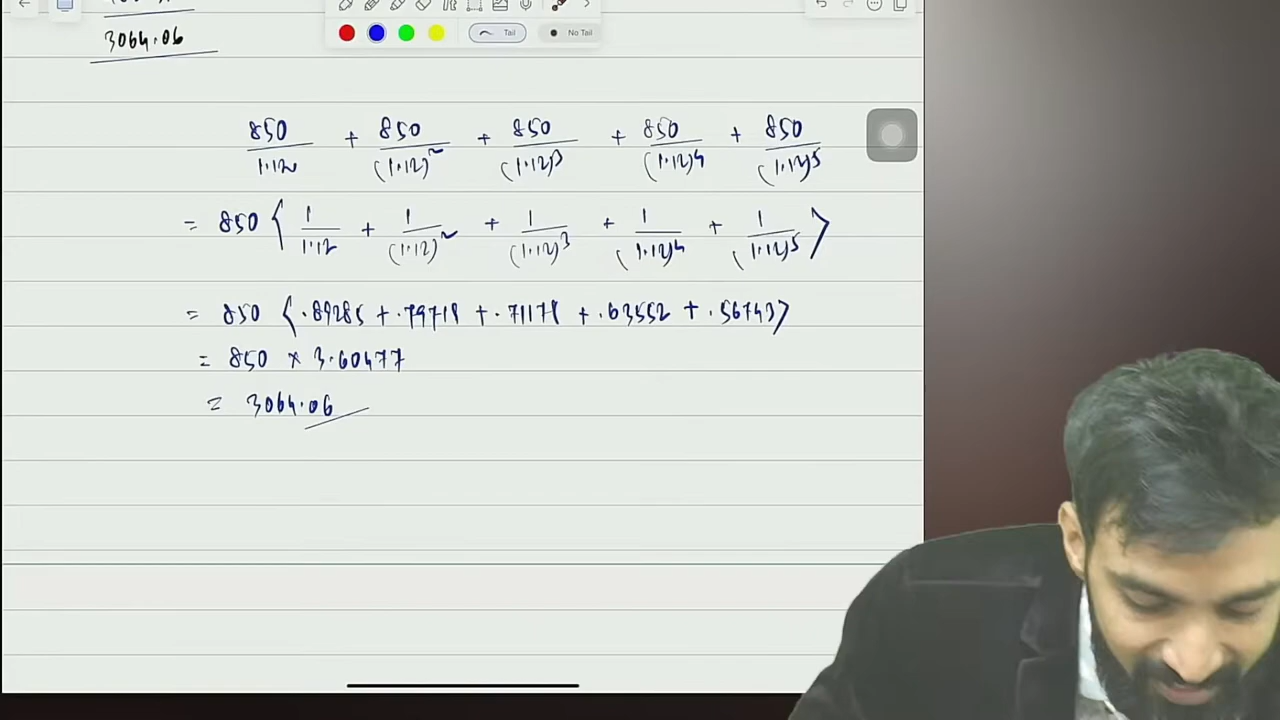 3064.06
Tail No Tail
850/1.12 + 850/(1.12)² + 850/(1.12)³ + 850/(1.12)⁴ + 850/(1.12)⁵
= 850 { 1/1.12 + 1/(1.12)² + 1/(1.12)³ + 1/(1.12)⁴ + 1/(1.12)⁵ }
= 850 { .89285 + .79718 + .71178 + .63552 + .56743 }
= 850 × 3.60477
= 3064.06